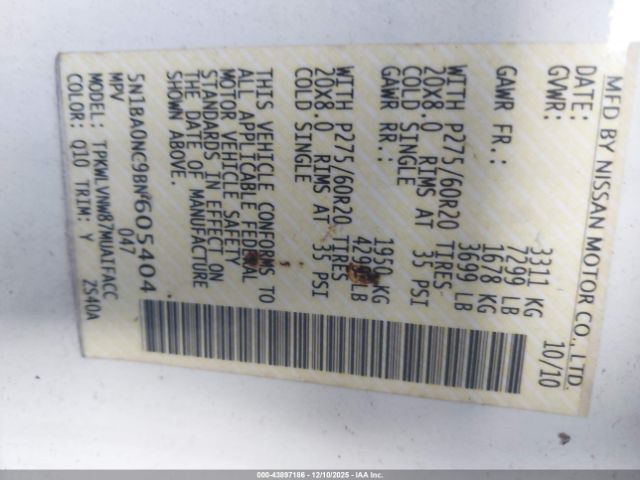 MFD BY NISSAN MOTOR CO., LTD.
DATE: 10/10
GVWR: 3311 KG
7299 LB
GAWR FR.: 1678 KG
3699 LB
WITH P275/60R20 TIRES
20X8.0 RIMS AT 35 PSI
COLD SINGLE
GAWR RR.: 1950 KG
LB
WITH P275/60R20 TIRES
20X8.0 RIMS AT 35 PSI
COLD SINGLE
THIS VEHICLE CONFORMS TO
ALL APPLICABLE FEDERAL
MOTOR VEHICLE SAFETY
STANDARDS IN EFFECT ON
THE DATE OF MANUFACTURE
SHOWN ABOVE.
5N1BA0NC9BN605404
MPV 047
MODEL: TPKWLVNW87MUAIFACC
COLOR: Q10 TRIM: Y ZS40A
000-43897186 - 12/10/2025 - IAA Inc.